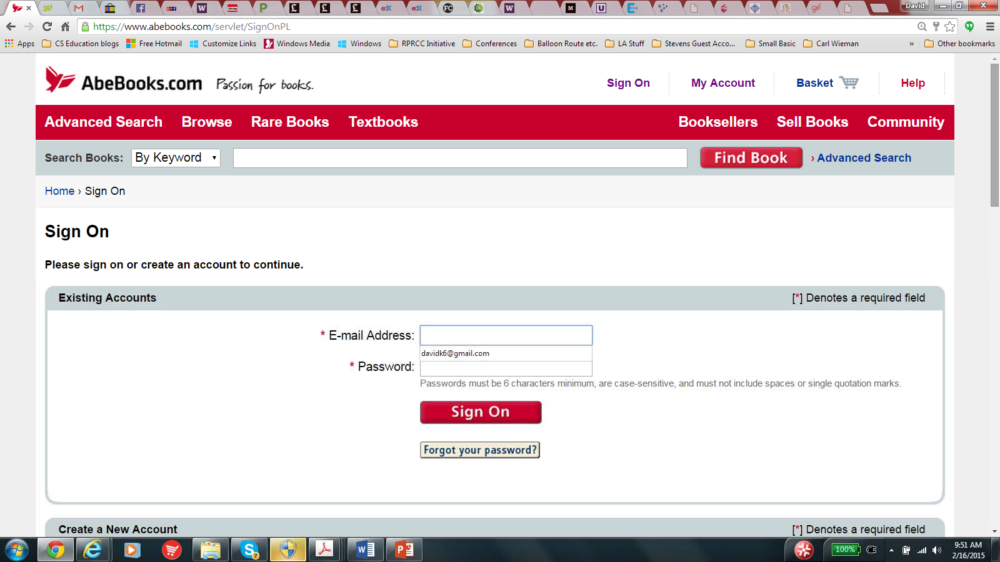 David
https://www.abebooks.com/servlet/SignOnPL
Apps CS Education blogs Free Hotmail Customize Links Windows Media Windows RPRCC Initiative Conferences Balloon Route etc. LA Stuff Stevens Guest Acco... Small Basic Carl Wieman » Other bookmarks
AbeBooks.com Passion for books.
Sign On My Account Basket Help
Advanced Search Browse Rare Books Textbooks Booksellers Sell Books Community
Search Books: By Keyword Find Book › Advanced Search
Home › Sign On
Sign On
Please sign on or create an account to continue.
Existing Accounts [*] Denotes a required field
* E-mail Address:
davidk6@gmail.com
* Password:
Passwords must be 6 characters minimum, are case-sensitive, and must not include spaces or single quotation marks.
Sign On
Forgot your password?
Create a New Account [*] Denotes a required field
100%
9:51 AM
2/16/2015